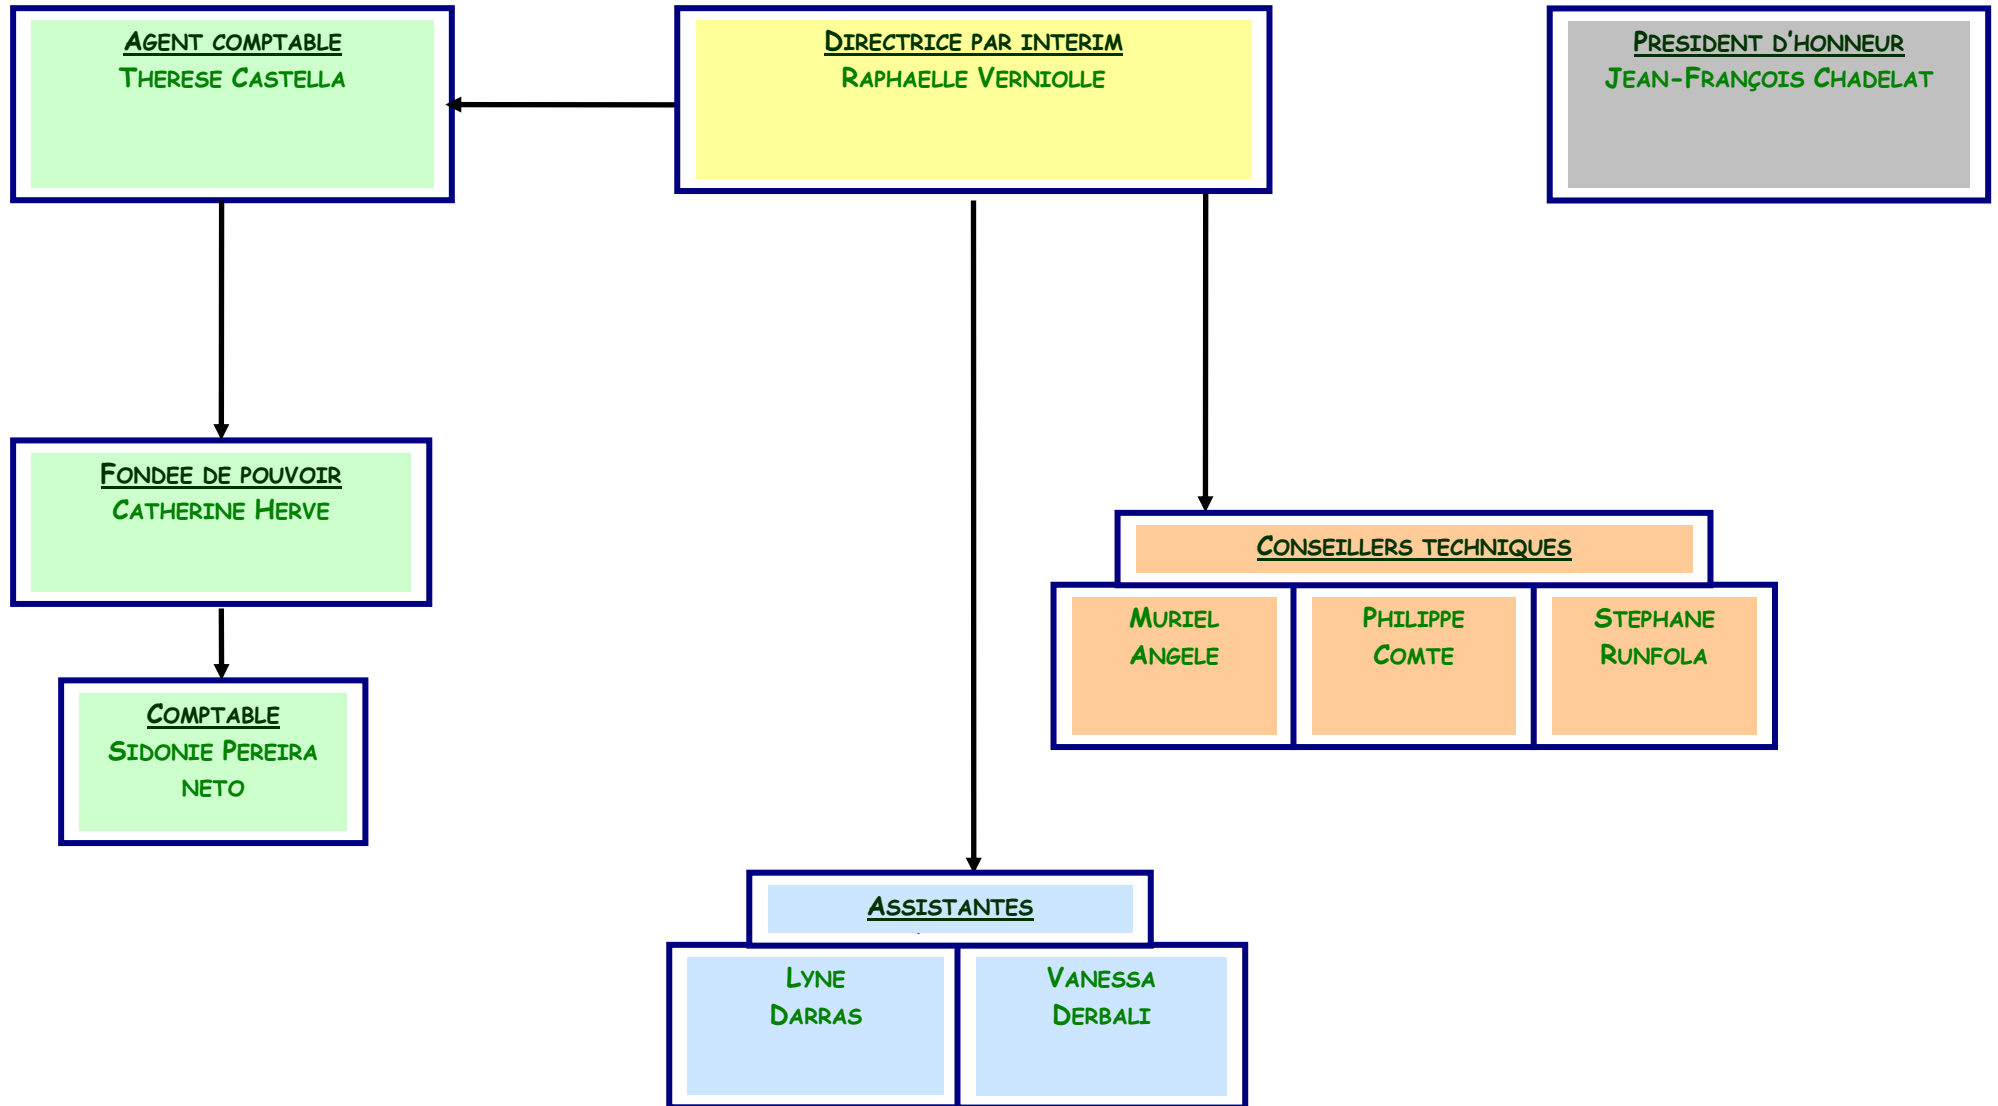 AGENT COMPTABLE
THERESE CASTELLA
DIRECTRICE PAR INTERIM
RAPHAELLE VERNIOLLE
PRESIDENT D'HONNEUR
JEAN-FRANÇOIS CHADELAT
FONDEE DE POUVOIR
CATHERINE HERVE
CONSEILLERS TECHNIQUES
MURIEL
ANGELE
PHILIPPE
COMTE
STEPHANE
RUNFOLA
COMPTABLE
SIDONIE PEREIRA
NETO
ASSISTANTES
LYNE
DARRAS
VANESSA
DERBALI